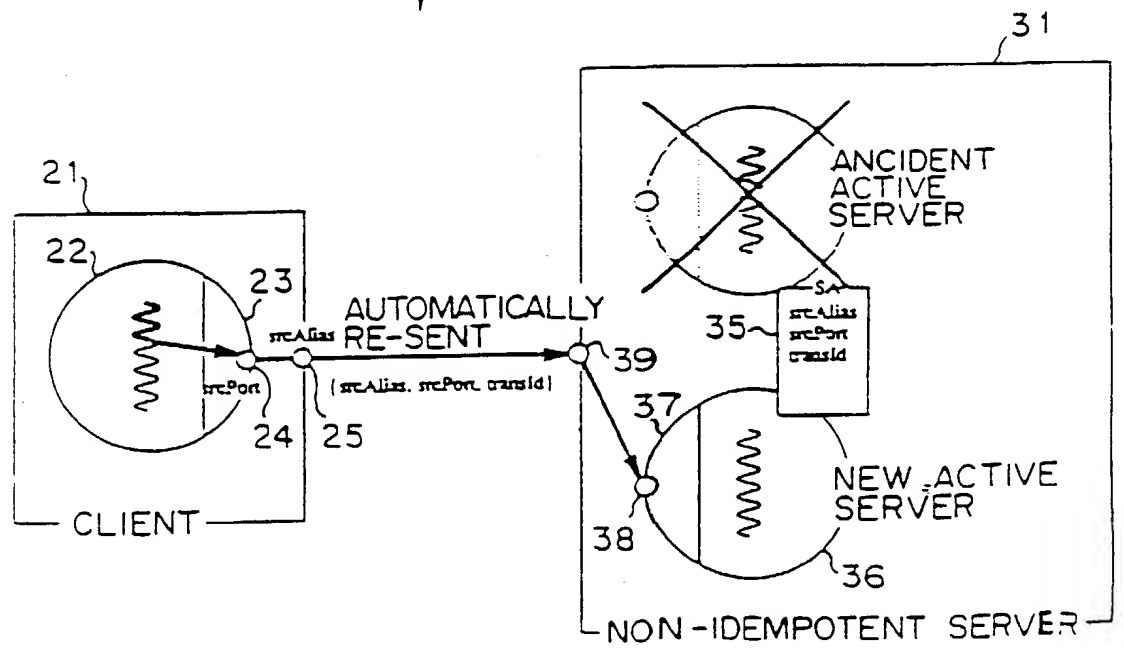 31
ANCIDENT
ACTIVE
SERVER
21
22
23
AUTOMATICALLY
RE-SENT
srcAlias
srcPort
24
25
(srcAlias, srcPort, transId)
39
35
SA
srcAlias
srcPort
transId
37
38
NEW-ACTIVE
SERVER
36
CLIENT
NON-IDEMPOTENT SERVER